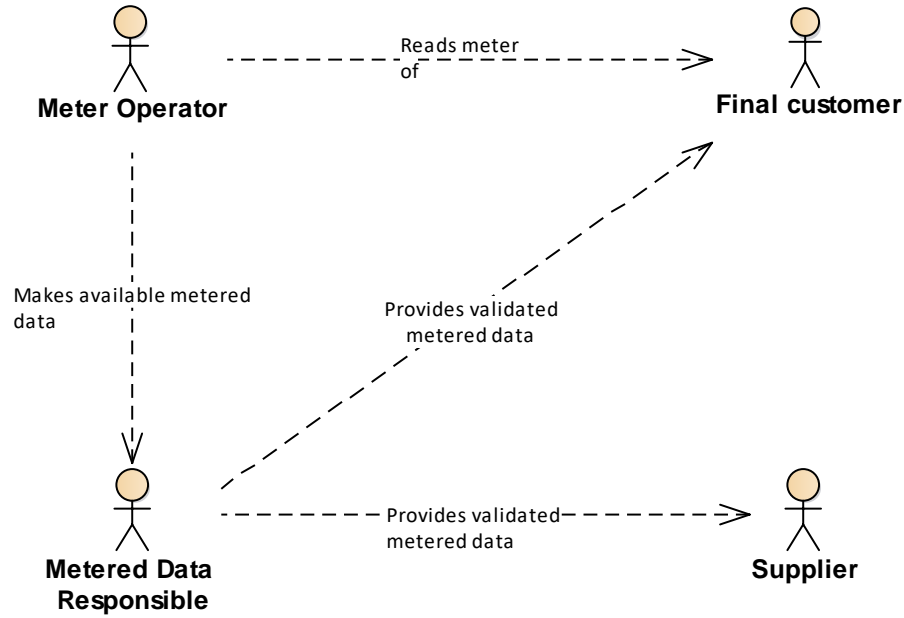 Reads meter
of
Meter Operator
Final customer
Makes available metered
data
Provides validated
metered data
Provides validated
metered data
Metered Data
Responsible
Supplier